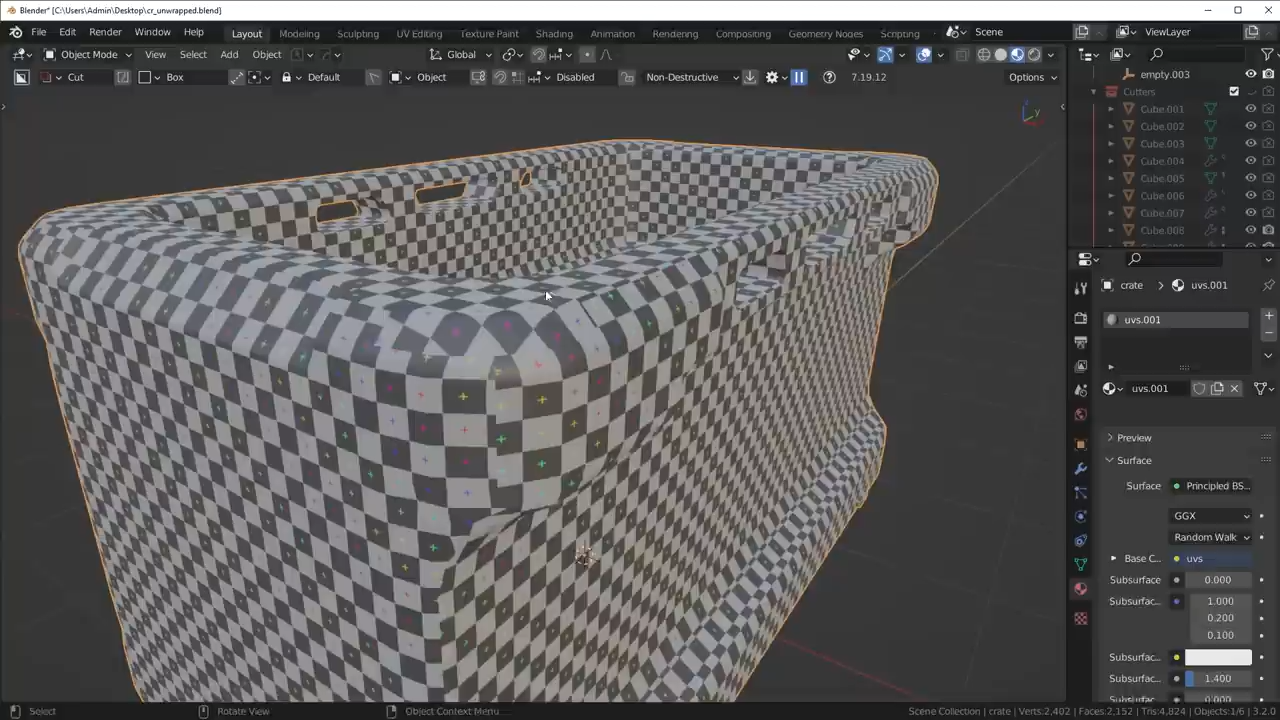 Blender* [C:\Users\Admin\Desktop\cr_unwrapped.blend]
File Edit Render Window Help Layout Modeling Sculpting UV Editing Texture Paint Shading Animation Rendering Compositing Geometry Nodes Scripting Scene ViewLayer
Object Mode View Select Add Object Global
Cut Box Default Object Disabled Non-Destructive 7.19.12 Options
empty.003
Cutters
Cube.001
Cube.002
Cube.003
Cube.004
Cube.005
Cube.006
Cube.007
Cube.008
crate > uvs.001
uvs.001
uvs.001
Preview
Surface
Surface Principled BS...
GGX
Random Walk
Base C... uvs
Subsurface 0.000
Subsurfac... 1.000
0.200
0.100
Subsurfac...
Subsurfac... 1.400
Select Rotate View Object Context Menu Scene Collection | crate | Verts:2,402 | Faces:2,152 | Tris:4,824 | Objects:1/6 | 3.2.0